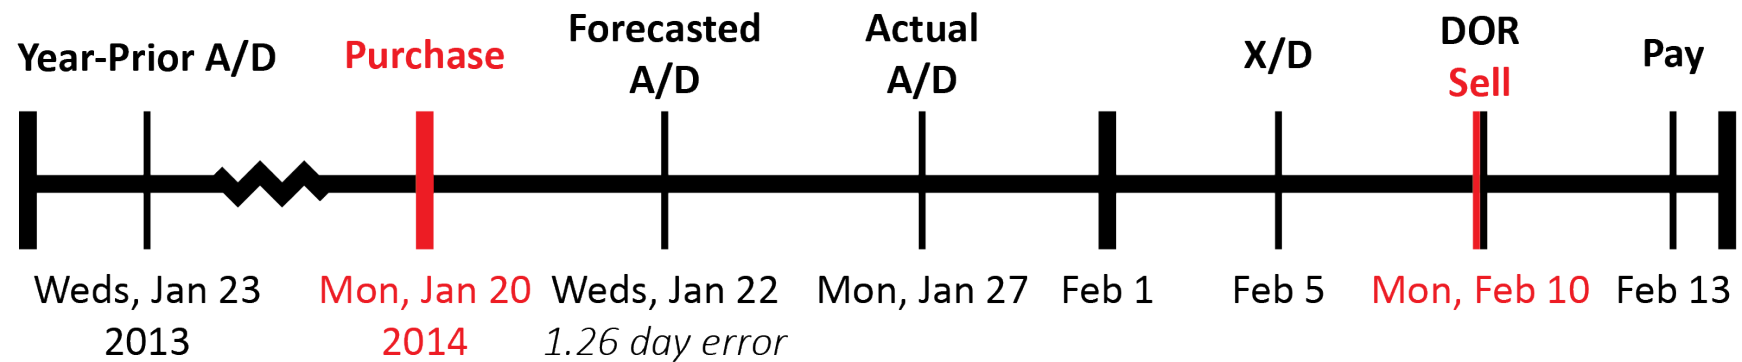 Year-Prior A/D
Purchase
Forecasted
A/D
Actual
A/D
X/D
DOR
Sell
Pay
Weds, Jan 23
2013
Mon, Jan 20
2014
Weds, Jan 22
1.26 day error
Mon, Jan 27
Feb 1
Feb 5
Mon, Feb 10
Feb 13